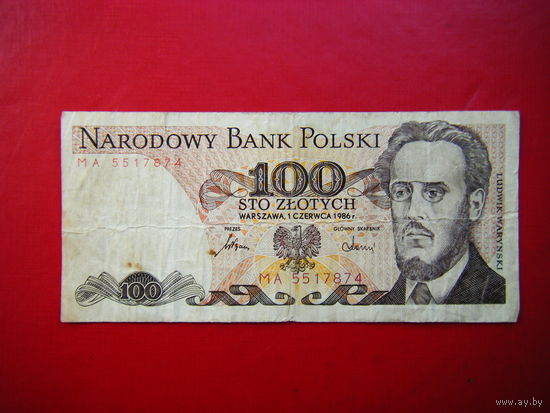 NARODOWY BANK POLSKI
MA 5517874
100
STO ZŁOTYCH
WARSZAWA, 1 CZERWCA 1986 r.
PREZES GŁÓWNY SKARBNIK
MA 5517874
100
LUDWIK WARYŃSKI
www.ay.by